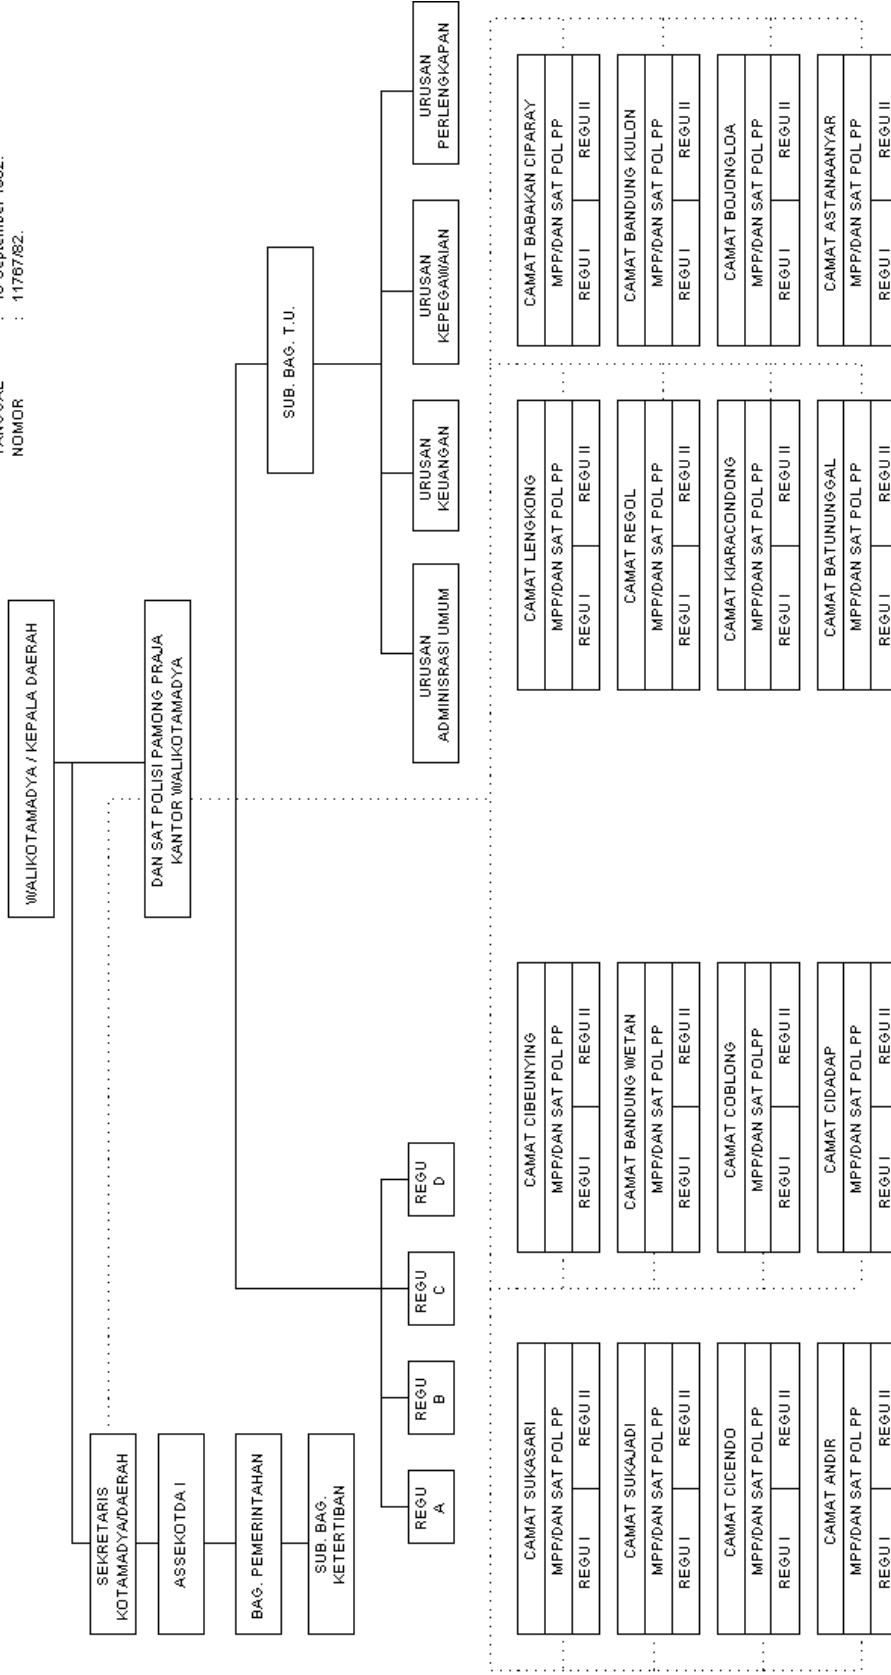 NOMOR : 11767/82.
WALIKOTAMADYA / KEPALA DAERAH
DAN SAT POLISI PAMONG PRAJA
KANTOR WALIKOTAMADYA
SEKRETARIS
KOTAMADYA/DAERAH
ASSEKOTDA I
BAG. PEMERINTAHAN
SUB. BAG.
KETERTIBAN
SUB. BAG. T.U.
REGU
A
REGU
B
REGU
C
REGU
D
URUSAN
ADMINISRASI UMUM
URUSAN
KEUANGAN
URUSAN
KEPEGAWAIAN
URUSAN
PERLENGKAPAN
CAMAT SUKASARI
MPP/DAN SAT POL PP
REGU I REGU II
CAMAT SUKAJADI
MPP/DAN SAT POL PP
REGU I REGU II
CAMAT CICENDO
MPP/DAN SAT POL PP
REGU I REGU II
CAMAT ANDIR
MPP/DAN SAT POL PP
REGU I REGU II
CAMAT CIBEUNYING
MPP/DAN SAT POL PP
REGU I REGU II
CAMAT BANDUNG WETAN
MPP/DAN SAT POL PP
REGU I REGU II
CAMAT COBLONG
MPP/DAN SAT POLPP
REGU I REGU II
CAMAT CIDADAP
MPP/DAN SAT POL PP
REGU I REGU II
CAMAT LENGKONG
MPP/DAN SAT POL PP
REGU I REGU II
CAMAT REGOL
MPP/DAN SAT POL PP
REGU I REGU II
CAMAT KIARACONDONG
MPP/DAN SAT POL PP
REGU I REGU II
CAMAT BATUNUNGGAL
MPP/DAN SAT POL PP
REGU I REGU II
CAMAT BABAKAN CIPARAY
MPP/DAN SAT POL PP
REGU I REGU II
CAMAT BANDUNG KULON
MPP/DAN SAT POL PP
REGU I REGU II
CAMAT BOJONGLOA
MPP/DAN SAT POL PP
REGU I REGU II
CAMAT ASTANAANYAR
MPP/DAN SAT POL PP
REGU I REGU II